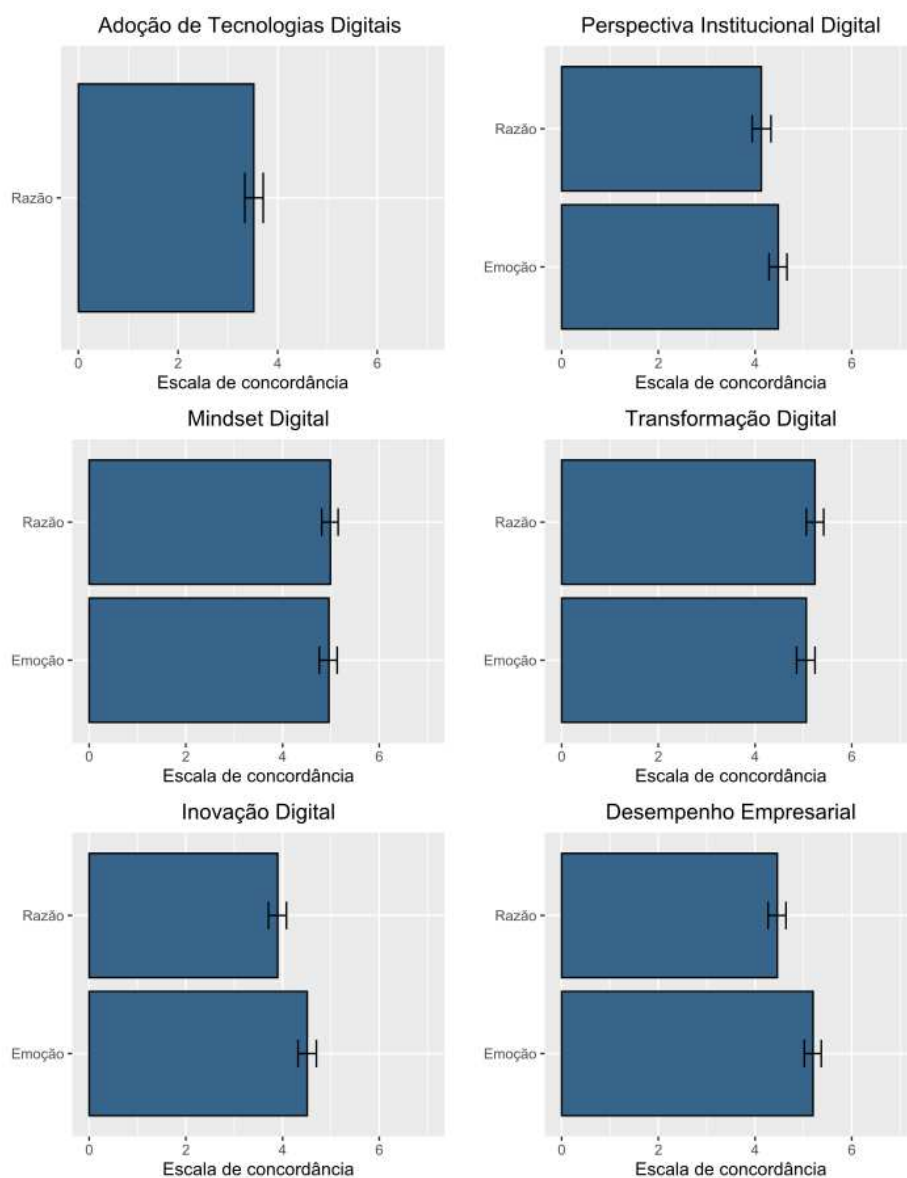 Adoção de Tecnologias Digitais
Razão
0 2 4 6
Escala de concordância
Perspectiva Institucional Digital
Razão
Emoção
0 2 4 6
Escala de concordância
Mindset Digital
Razão
Emoção
0 2 4 6
Escala de concordância
Transformação Digital
Razão
Emoção
0 2 4 6
Escala de concordância
Inovação Digital
Razão
Emoção
0 2 4 6
Escala de concordância
Desempenho Empresarial
Razão
Emoção
0 2 4 6
Escala de concordância